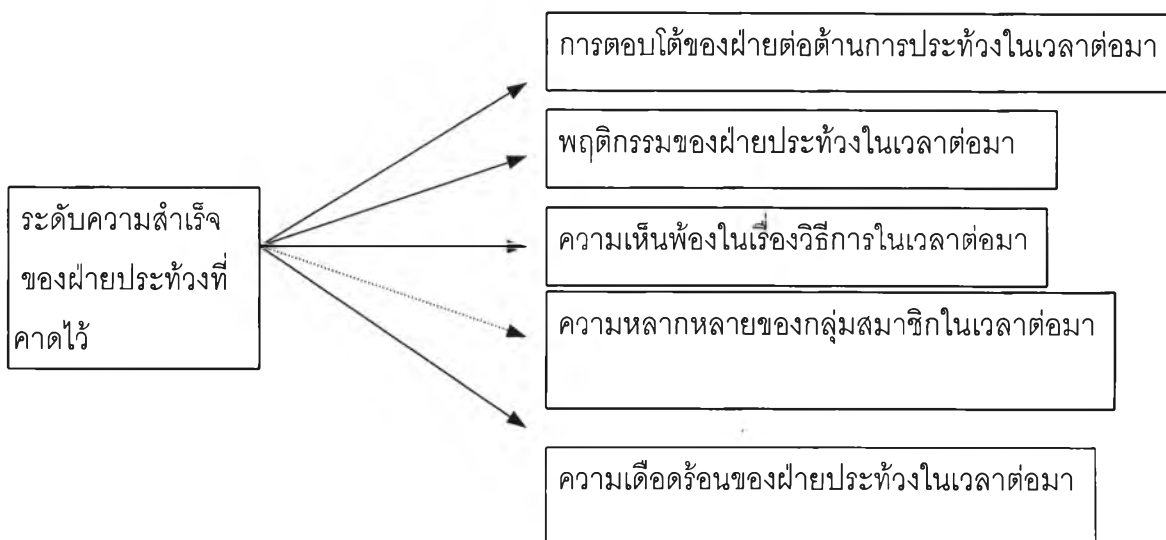 การตอบโต้ของฝ่ายต่อต้านการประท้วงในเวลาต่อมา
พฤติกรรมของฝ่ายประท้วงในเวลาต่อมา
ระดับความสำเร็จ
ของฝ่ายประท้วงที่
คาดไว้
ความเห็นพ้องในเรื่องวิธีการในเวลาต่อมา
ความหลากหลายของกลุ่มสมาชิกในเวลาต่อมา
ความเดือดร้อนของฝ่ายประท้วงในเวลาต่อมา